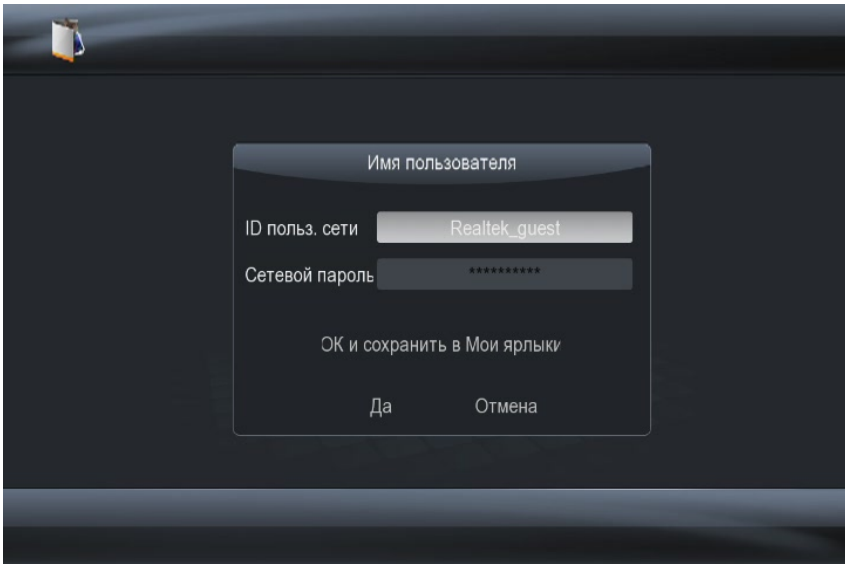 Имя пользователя
ID польз. сети Realtek_guest
Сетевой пароль **********
ОК и сохранить в Мои ярлыки
Да Отмена